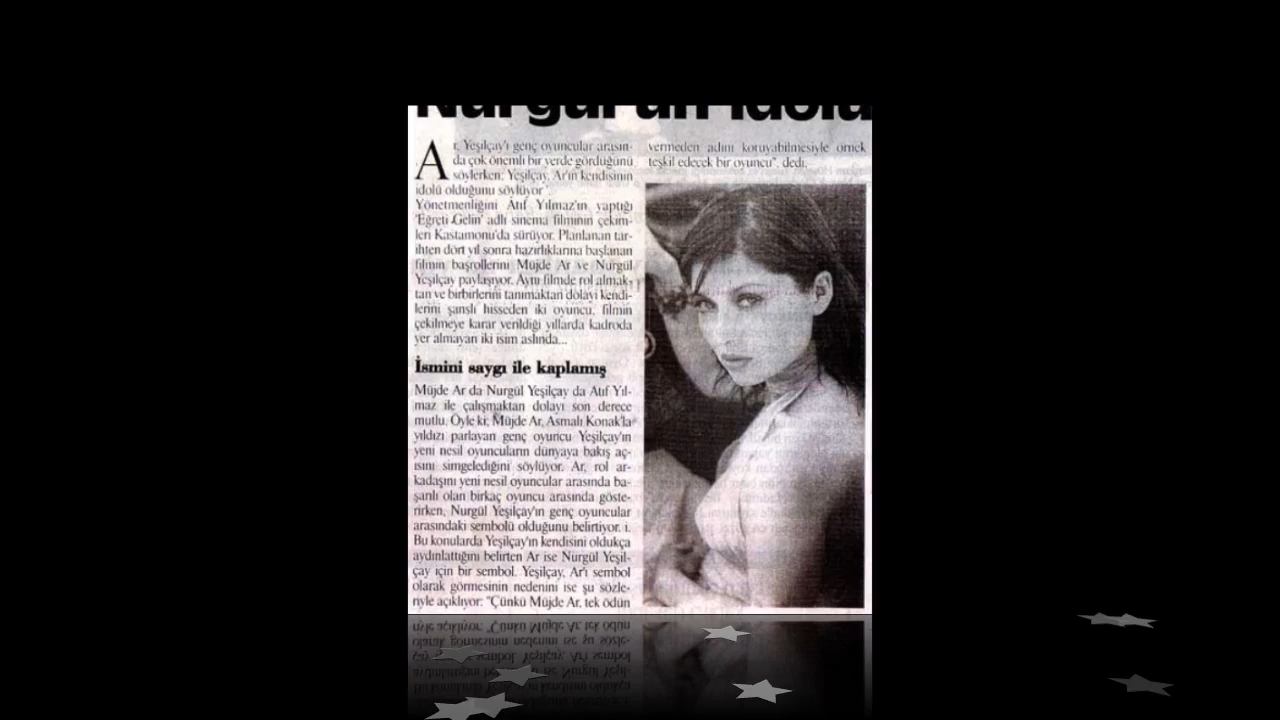 Nurgül'ün idolü
Ar, Yeşilçay'ı genç oyuncular arasın-
da çok önemli bir yerde gördüğünü
söylerken; Yeşilçay, Ar'ın kendisinin
idolü olduğunu söylüyor.
Yönetmenliğini Atıf Yılmaz'ın yaptığı
'Eğreti Gelin' adlı sinema filminin çekim-
leri Kastamonu'da sürüyor. Planlanan tar-
ihten dört yıl sonra hazırlıklarına başlanan
filmin başrollerini Müjde Ar ve Nurgül
Yeşilçay paylaşıyor. Aynı filmde rol almak-
tan ve birbirlerini tanımaktan dolayı kendi-
lerini şanslı hisseden iki oyuncu, filmin
çekilmeye karar verildiği yıllarda kadroda
yer almayan iki isim aslında...
İsmini saygı ile kaplamış
Müjde Ar da Nurgül Yeşilçay da Atıf Yıl-
maz ile çalışmaktan dolayı son derece
mutlu. Öyle ki; Müjde Ar, Asmalı Konak'la
yıldızı parlayan genç oyuncu Yeşilçay'ın
yeni nesil oyuncuların dünyaya bakış aç-
ısını simgelediğini söylüyor. Ar, rol ar-
kadaşını yeni nesil oyuncular arasında ba-
şarılı olan birkaç oyuncu arasında göste-
rirken, Nurgül Yeşilçay'ın genç oyuncular
arasındaki sembolü olduğunu belirtiyor. i.
Bu konularda Yeşilçay'ın kendisini oldukça
aydınlattığını belirten Ar ise Nurgül Yeşil-
çay için bir sembol. Yeşilçay, Ar'ı sembol
olarak görmesinin nedenini ise şu sözle-
riyle açıklıyor: "Çünkü Müjde Ar, tek ödün
vermeden adını koruyabilmesiyle örnek
teşkil edecek bir oyuncu". dedi.